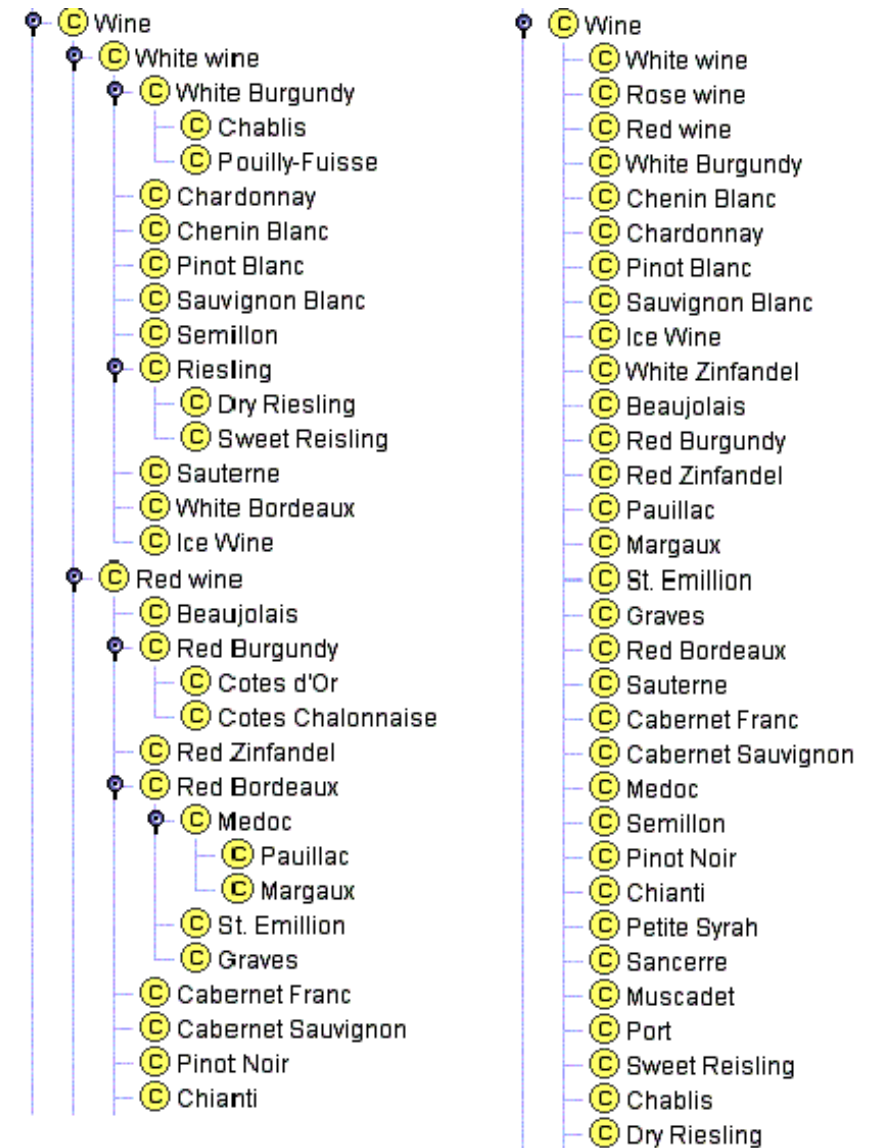 Wine
White wine
White Burgundy
Chablis
Pouilly-Fuisse
Chardonnay
Chenin Blanc
Pinot Blanc
Sauvignon Blanc
Semillon
Riesling
Dry Riesling
Sweet Reisling
Sauterne
White Bordeaux
Ice Wine
Red wine
Beaujolais
Red Burgundy
Cotes d'Or
Cotes Chalonnaise
Red Zinfandel
Red Bordeaux
Medoc
Pauillac
Margaux
St. Emillion
Graves
Cabernet Franc
Cabernet Sauvignon
Pinot Noir
Chianti
Wine
White wine
Rose wine
Red wine
White Burgundy
Chenin Blanc
Chardonnay
Pinot Blanc
Sauvignon Blanc
Ice Wine
White Zinfandel
Beaujolais
Red Burgundy
Red Zinfandel
Pauillac
Margaux
St. Emillion
Graves
Red Bordeaux
Sauterne
Cabernet Franc
Cabernet Sauvignon
Medoc
Semillon
Pinot Noir
Chianti
Petite Syrah
Sancerre
Muscadet
Port
Sweet Reisling
Chablis
Dry Riesling